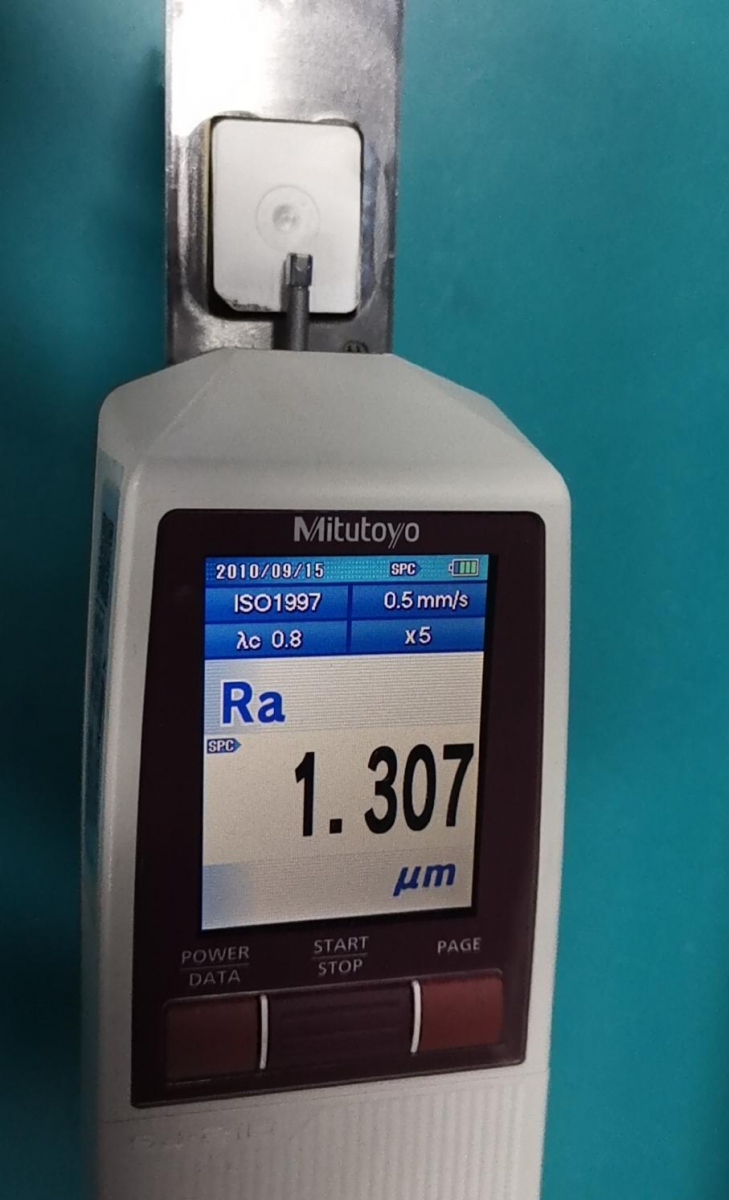 Mitutoyo
2010/09/15 SPC
ISO1997 0.5 mm/s
λc 0.8 x5
Ra
SPC
1.307
µm
POWER START PAGE
DATA STOP